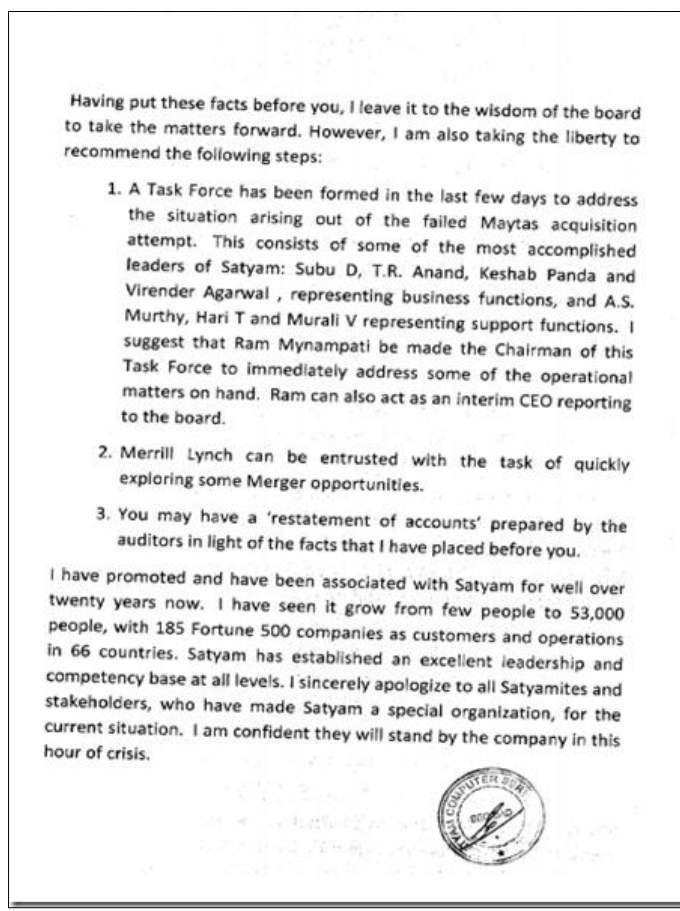 Having put these facts before you, I leave it to the wisdom of the board
to take the matters forward. However, I am also taking the liberty to
recommend the following steps:
1. A Task Force has been formed in the last few days to address
the situation arising out of the failed Maytas acquisition
attempt. This consists of some of the most accomplished
leaders of Satyam: Subu D, T.R. Anand, Keshab Panda and
Virender Agarwal , representing business functions, and A.S.
Murthy, Hari T and Murali V representing support functions. I
suggest that Ram Mynampati be made the Chairman of this
Task Force to immediately address some of the operational
matters on hand. Ram can also act as an interim CEO reporting
to the board.
2. Merrill Lynch can be entrusted with the task of quickly
exploring some Merger opportunities.
3. You may have a ‘restatement of accounts’ prepared by the
auditors in light of the facts that I have placed before you.
I have promoted and have been associated with Satyam for well over
twenty years now. I have seen it grow from few people to 53,000
people, with 185 Fortune 500 companies as customers and operations
in 66 countries. Satyam has established an excellent leadership and
competency base at all levels. I sincerely apologize to all Satyamites and
stakeholders, who have made Satyam a special organization, for the
current situation. I am confident they will stand by the company in this
hour of crisis.
COMPUTER